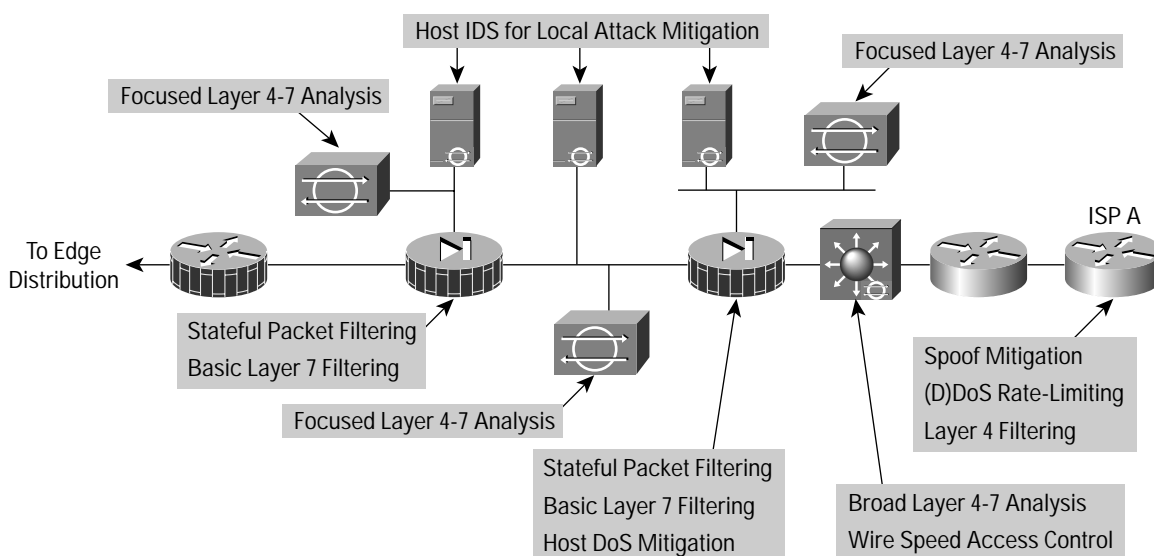 Host IDS for Local Attack Mitigation
Focused Layer 4-7 Analysis
Focused Layer 4-7 Analysis
ISP A
To Edge
Distribution
Stateful Packet Filtering
Basic Layer 7 Filtering
Focused Layer 4-7 Analysis
Stateful Packet Filtering
Basic Layer 7 Filtering
Host DoS Mitigation
Spoof Mitigation
(D)DoS Rate-Limiting
Layer 4 Filtering
Broad Layer 4-7 Analysis
Wire Speed Access Control